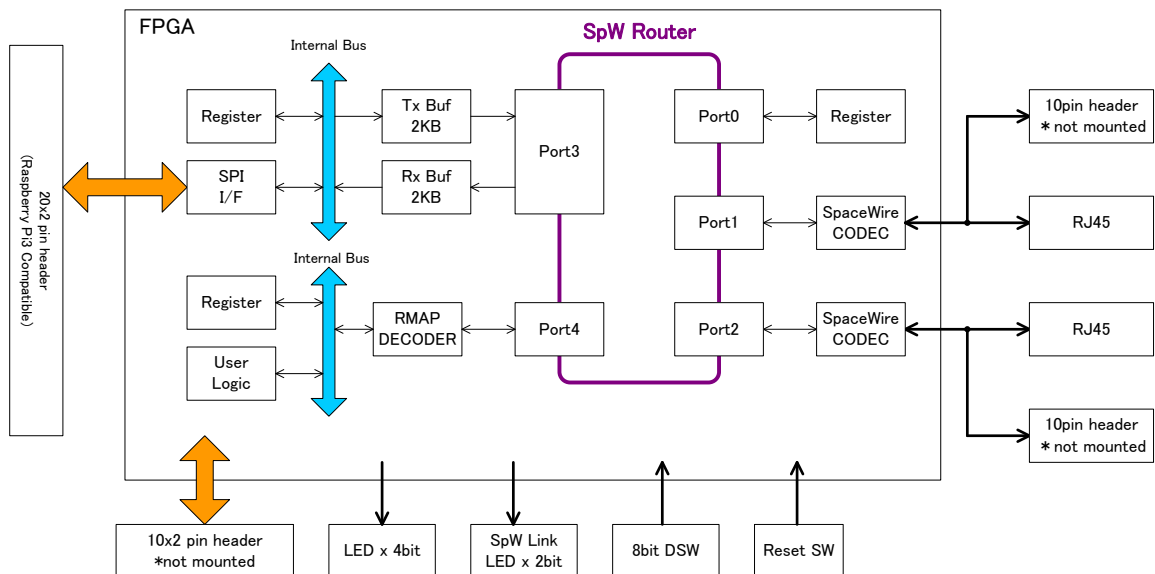 FPGA
SpW Router
Internal Bus
Register
Tx Buf
2KB
Port3
Port0
Register
10pin header
*not mounted
SPI
I/F
Rx Buf
2KB
Port1
SpaceWire
CODEC
RJ45
20x2 pin header
(Raspberry Pi3 Compatible)
Internal Bus
Register
RMAP
DECODER
Port4
Port2
SpaceWire
CODEC
RJ45
User
Logic
10pin header
*not mounted
10x2 pin header
*not mounted
LED x 4bit
SpW Link
LED x 2bit
8bit DSW
Reset SW